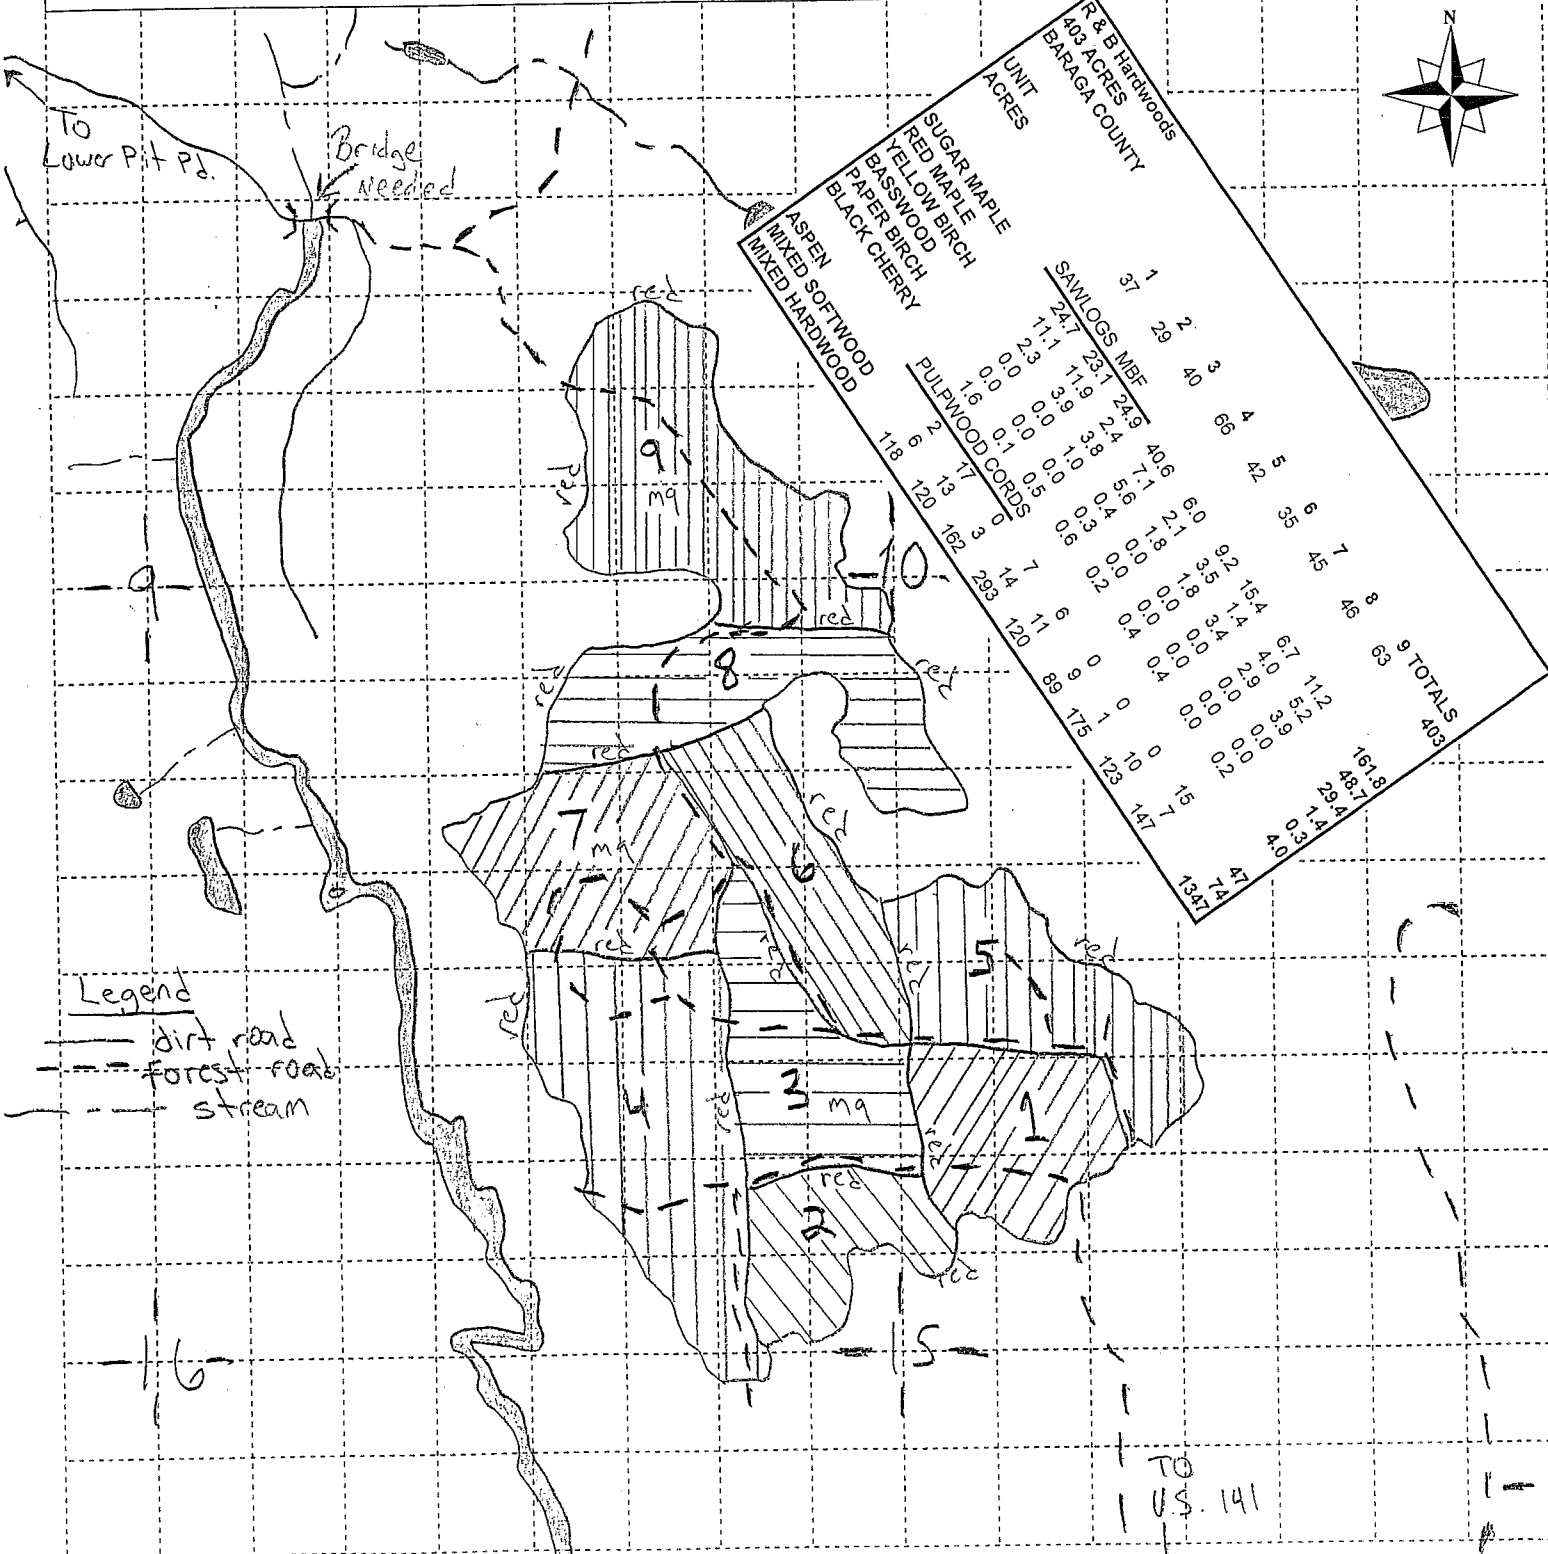 N
TO
Lower Pit Pd.
Bridge
Needed
R & B Hardwoods
403 ACRES
BARAGA COUNTY
UNIT 1 2 3 4 5 6 7 8 9 TOTALS
ACRES 37 29 40 66 42 35 45 46 63 403
SAWLOGS MBF
SUGAR MAPLE 24.7 23.1 24.9 40.6 6.0 9.2 15.4 6.7 11.2 161.8
RED MAPLE 11.1 11.9 2.4 7.1 2.1 3.5 1.4 4.0 5.2 48.7
YELLOW BIRCH 2.3 3.9 3.8 5.6 1.8 1.8 3.4 2.9 3.9 29.4
BASSWOOD 0.0 0.0 1.0 0.4 0.0 0.0 0.0 0.0 0.0 1.4
PAPER BIRCH 0.0 0.0 0.0 0.3 0.0 0.0 0.0 0.0 0.0 0.3
BLACK CHERRY 1.6 0.1 0.5 0.6 0.2 0.4 0.4 0.0 0.2 4.0
PULPWOOD CORDS
ASPEN 2 17 0 7 6 0 0 0 15 47
MIXED SOFTWOOD 6 13 3 14 11 9 1 10 7 74
MIXED HARDWOOD 118 120 162 293 120 89 175 123 147 1347
red
red
9
mq
9
red
red
8
red
red
7
mq
6
red
red
red
red
5
red
red
Legend
dirt road
forest road
stream
4
red
3
mq
red
1
red
2
red
16
15
TO
U.S. 141